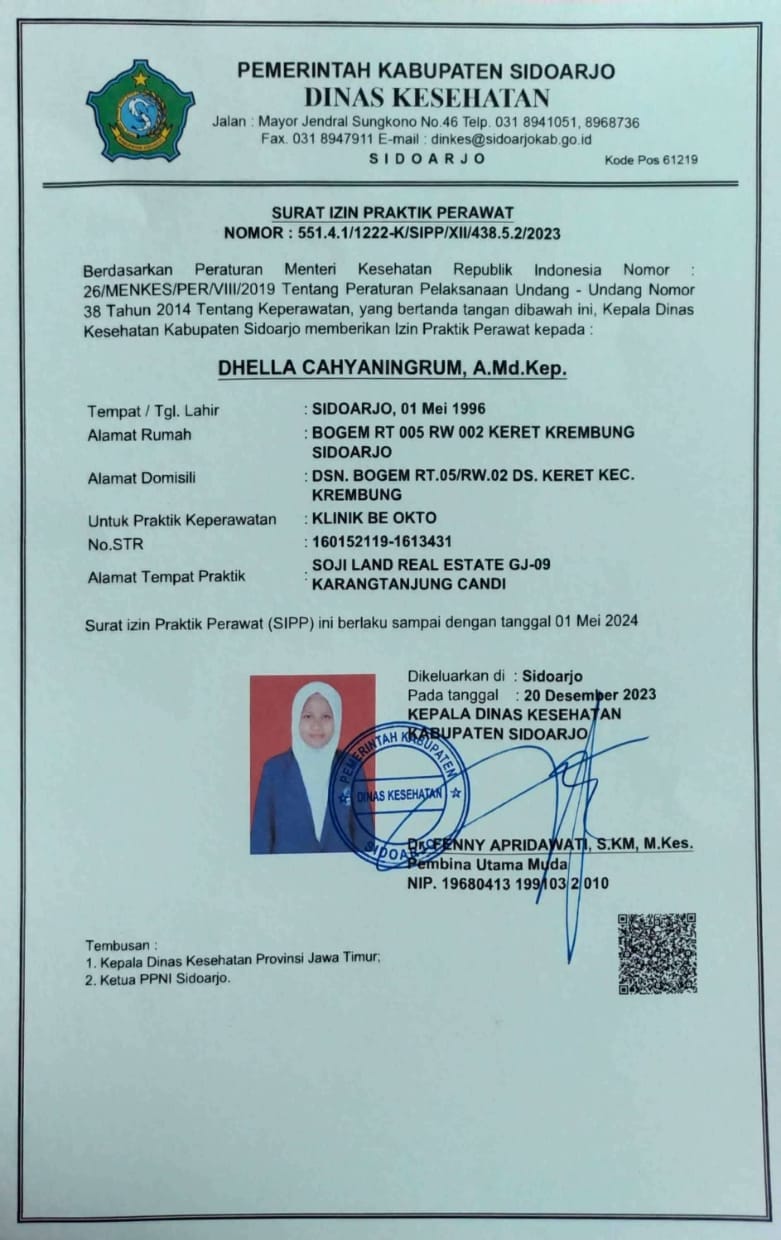 PEMERINTAH KABUPATEN SIDOARJO
DINAS KESEHATAN
Jalan : Mayor Jendral Sungkono No.46 Telp. 031 8941051, 8968736
Fax. 031 8947911 E-mail : dinkes@sidoarjokab.go.id
SIDOARJO
Kode Pos 61219
SURAT IZIN PRAKTIK PERAWAT
NOMOR : 551.4.1/1222-K/SIPP/XII/438.5.2/2023
Berdasarkan Peraturan Menteri Kesehatan Republik Indonesia Nomor :
26/MENKES/PER/VIII/2019 Tentang Peraturan Pelaksanaan Undang - Undang Nomor
38 Tahun 2014 Tentang Keperawatan, yang bertanda tangan dibawah ini, Kepala Dinas
Kesehatan Kabupaten Sidoarjo memberikan Izin Praktik Perawat kepada :
DHELLA CAHYANINGRUM, A.Md.Kep.
Tempat / Tgl. Lahir : SIDOARJO, 01 Mei 1996
Alamat Rumah : BOGEM RT 005 RW 002 KERET KREMBUNG
SIDOARJO
Alamat Domisili : DSN. BOGEM RT.05/RW.02 DS. KERET KEC.
KREMBUNG
Untuk Praktik Keperawatan : KLINIK BE OKTO
No.STR : 160152119-1613431
Alamat Tempat Praktik : SOJI LAND REAL ESTATE GJ-09
KARANGTANJUNG CANDI
Surat izin Praktik Perawat (SIPP) ini berlaku sampai dengan tanggal 01 Mei 2024
Dikeluarkan di : Sidoarjo
Pada tanggal : 20 Desember 2023
KEPALA DINAS KESEHATAN
KABUPATEN SIDOARJO
PEMERINTAH KABUPATEN
DINAS KESEHATAN
SIDOARJO
Dr. FENNY APRIDAWATI, S.KM, M.Kes.
Pembina Utama Muda
NIP. 19680413 199103 2 010
Tembusan :
1. Kepala Dinas Kesehatan Provinsi Jawa Timur;
2. Ketua PPNI Sidoarjo.